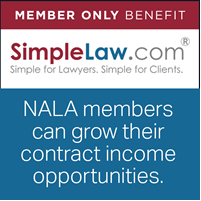 MEMBER ONLY BENEFIT
SimpleLaw.com®
Simple for Lawyers. Simple for Clients.
NALA members
can grow their
contract income
opportunities.